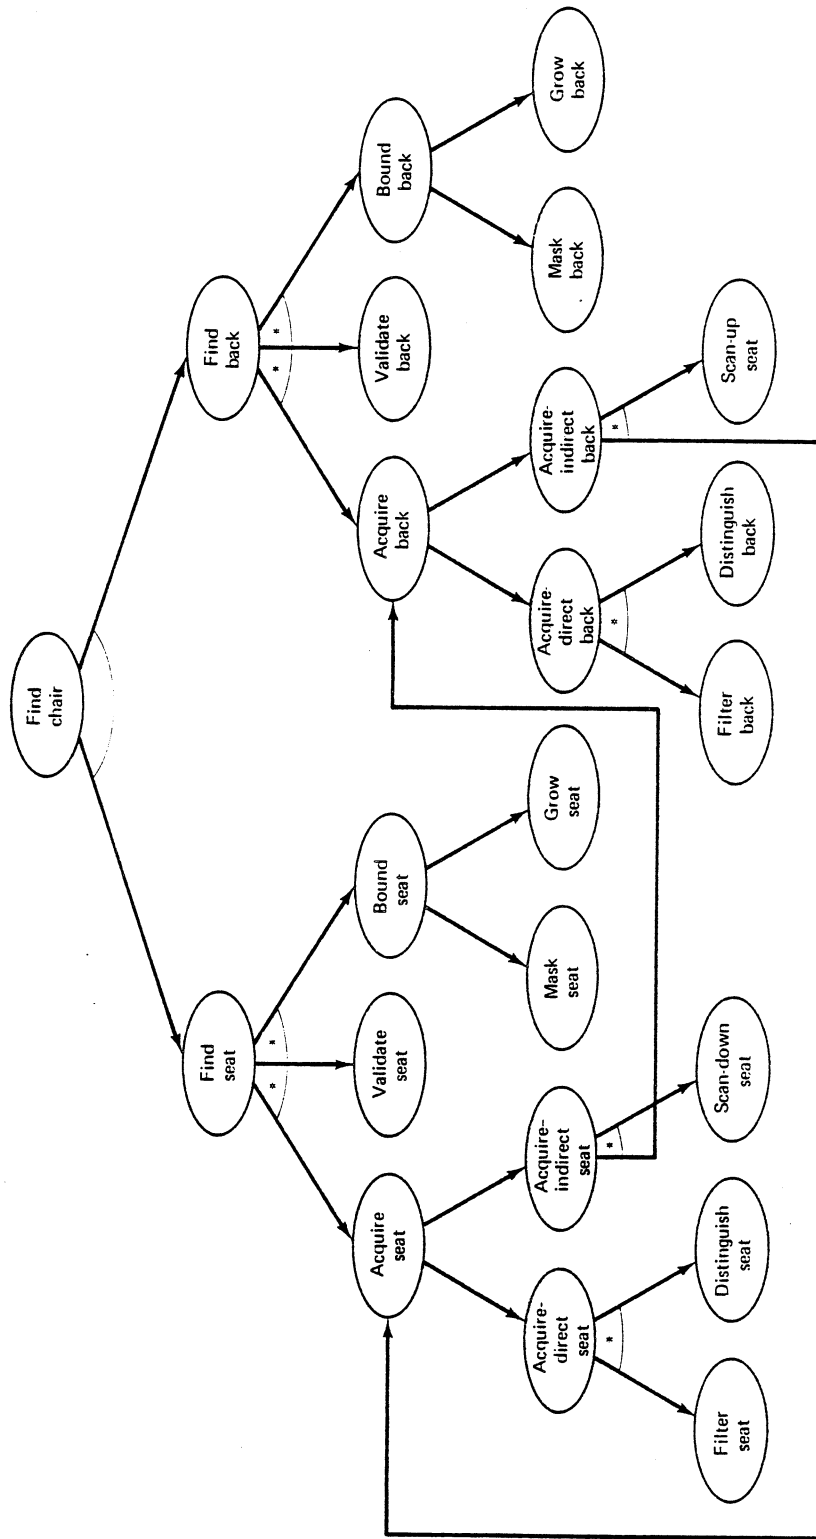 Find
chair
Find
seat
Find
back
Acquire
seat
Validate
seat
Bound
seat
Acquire
back
Validate
back
Bound
back
Acquire-
direct
seat
Acquire-
indirect
seat
Mask
seat
Grow
seat
Acquire-
direct
back
Acquire-
indirect
back
Mask
back
Grow
back
Filter
seat
Distinguish
seat
Scan-down
seat
Filter
back
Distinguish
back
Scan-up
seat
* *
* *
*
*
*
*